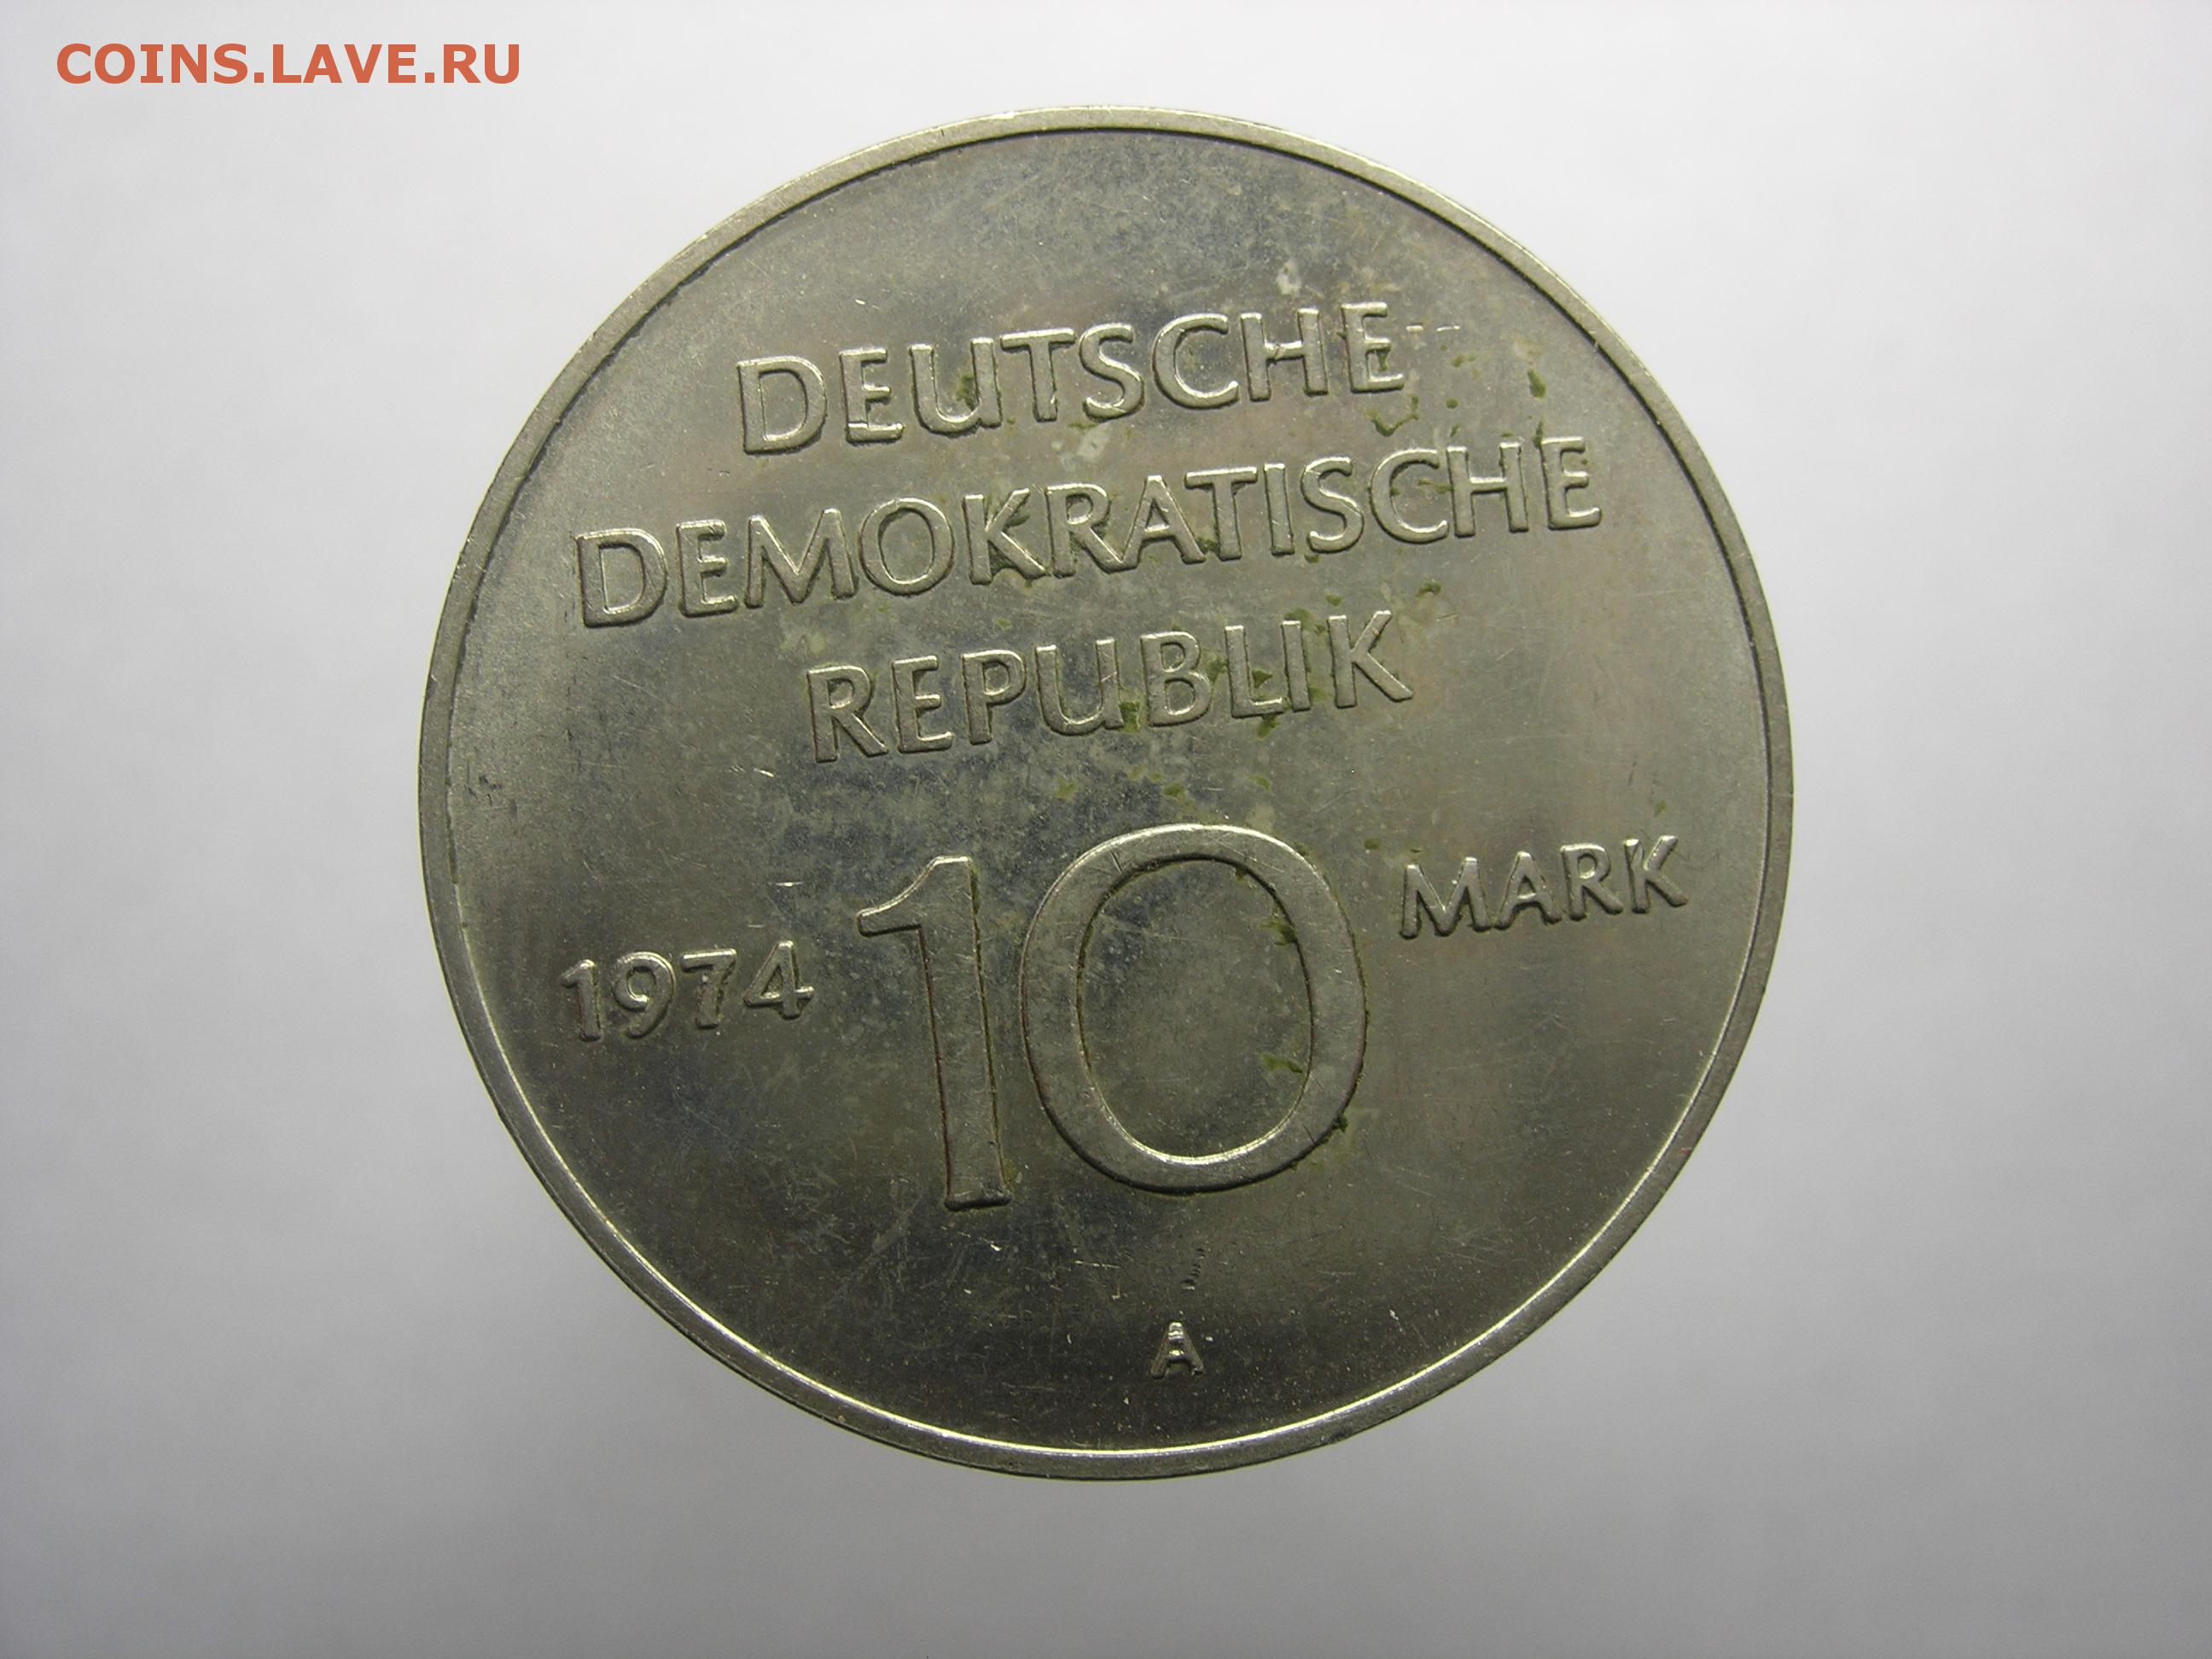 COINS.LAVE.RU
DEUTSCHE
DEMOKRATISCHE
REPUBLIK
1974 10 MARK
A